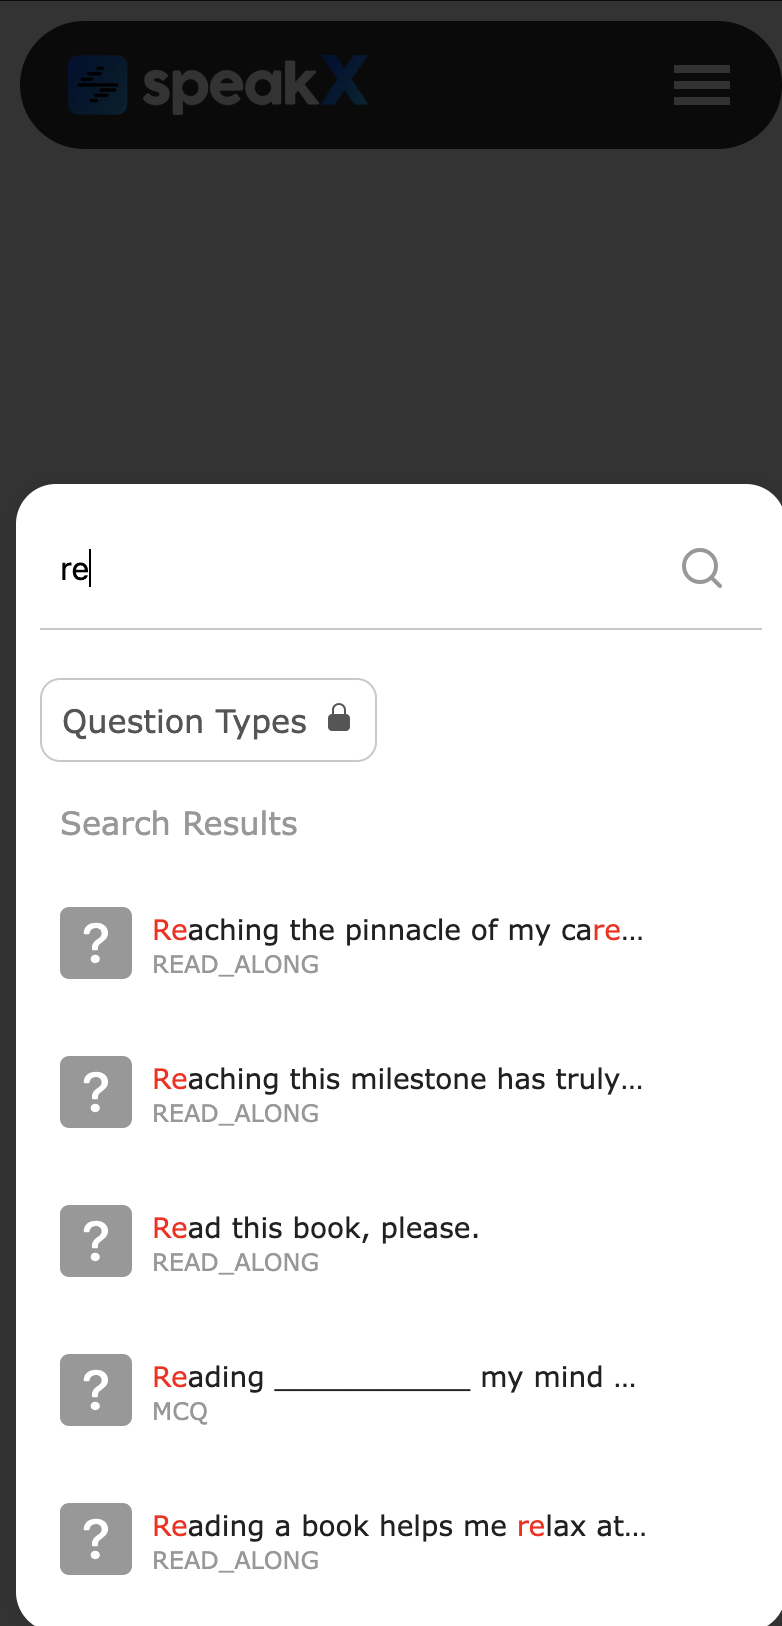 speakX
re
Question Types
Search Results
?
Reaching the pinnacle of my care...
READ_ALONG
?
Reaching this milestone has truly...
READ_ALONG
?
Read this book, please.
READ_ALONG
?
Reading ____________ my mind ...
MCQ
?
Reading a book helps me relax at...
READ_ALONG